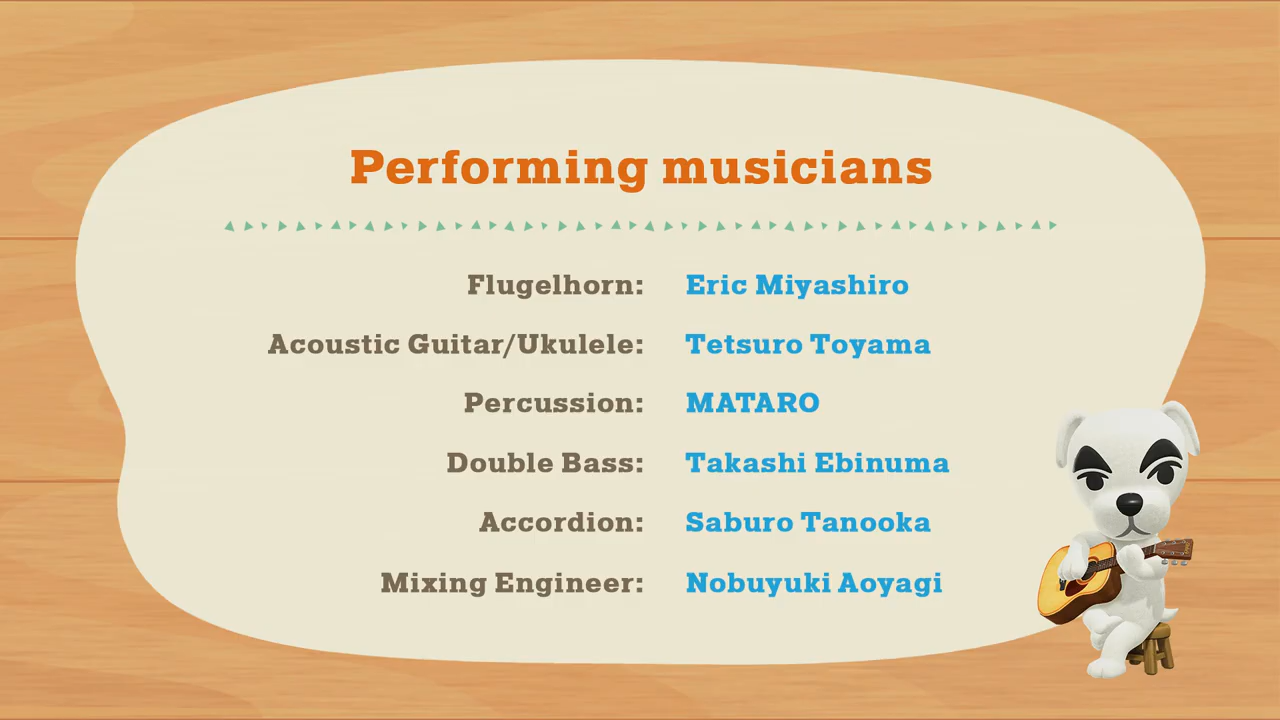 Performing musicians
Flugelhorn: Eric Miyashiro
Acoustic Guitar/Ukulele: Tetsuro Toyama
Percussion: MATARO
Double Bass: Takashi Ebinuma
Accordion: Saburo Tanooka
Mixing Engineer: Nobuyuki Aoyagi